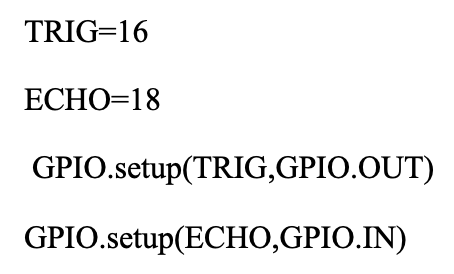 TRIG=16
ECHO=18
GPIO.setup(TRIG,GPIO.OUT)
GPIO.setup(ECHO,GPIO.IN)